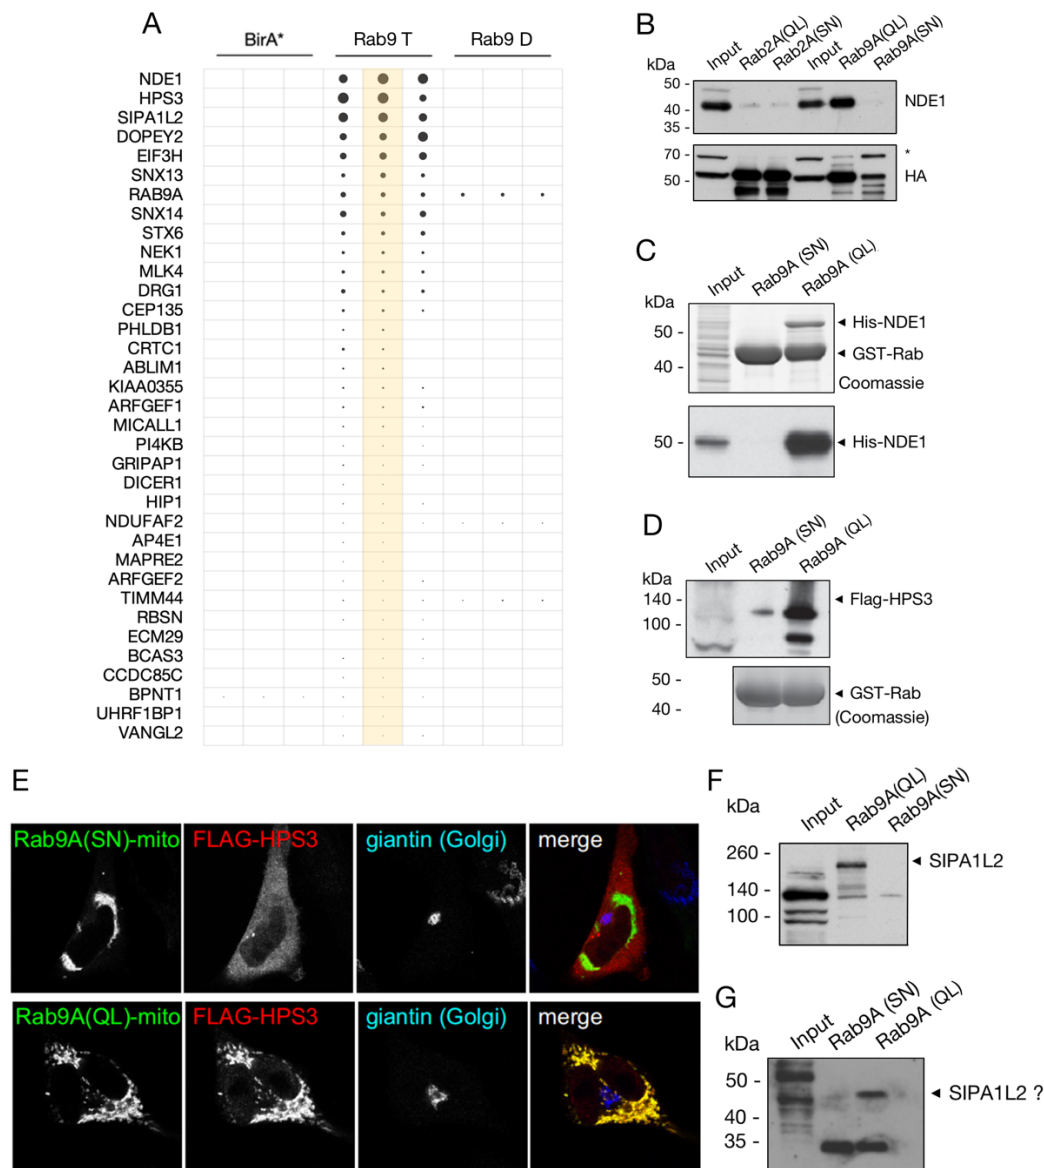 A
BirA* Rab9 T Rab9 D
NDE1
HPS3
SIPA1L2
DOPEY2
EIF3H
SNX13
RAB9A
SNX14
STX6
NEK1
MLK4
DRG1
CEP135
PHLDB1
CRTC1
ABLIM1
KIAA0355
ARFGEF1
MICALL1
PI4KB
GRIPAP1
DICER1
HIP1
NDUFAF2
AP4E1
MAPRE2
ARFGEF2
TIMM44
RBSN
ECM29
BCAS3
CCDC85C
BPNT1
UHRF1BP1
VANGL2
B
Input Rab2A(QL) Rab2A(SN) Input Rab9A(QL) Rab9A(SN)
kDa
50 -
40 - NDE1
35 -
70 - *
50 - HA
C
Input Rab9A (SN) Rab9A (QL)
kDa
50 - ◄ His-NDE1
40 - ◄ GST-Rab
Coomassie
50 - ◄ His-NDE1
D
Input Rab9A (SN) Rab9A (QL)
kDa
140 - ◄ Flag-HPS3
100 -
50 -
40 - ◄ GST-Rab
(Coomassie)
E
Rab9A(SN)-mito FLAG-HPS3 giantin (Golgi) merge
Rab9A(QL)-mito FLAG-HPS3 giantin (Golgi) merge
F
Input Rab9A(QL) Rab9A(SN)
kDa
260 - ◄ SIPA1L2
140 -
100 -
G
Input Rab9A (SN) Rab9A (QL)
kDa
50 - ◄ SIPA1L2 ?
40 -
35 -